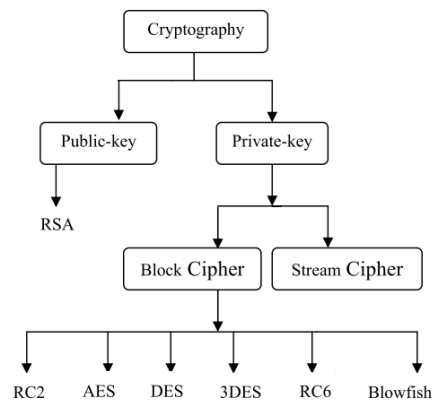 Cryptography
Public-key
Private-key
RSA
Block Cipher
Stream Cipher
RC2
AES
DES
3DES
RC6
Blowfish